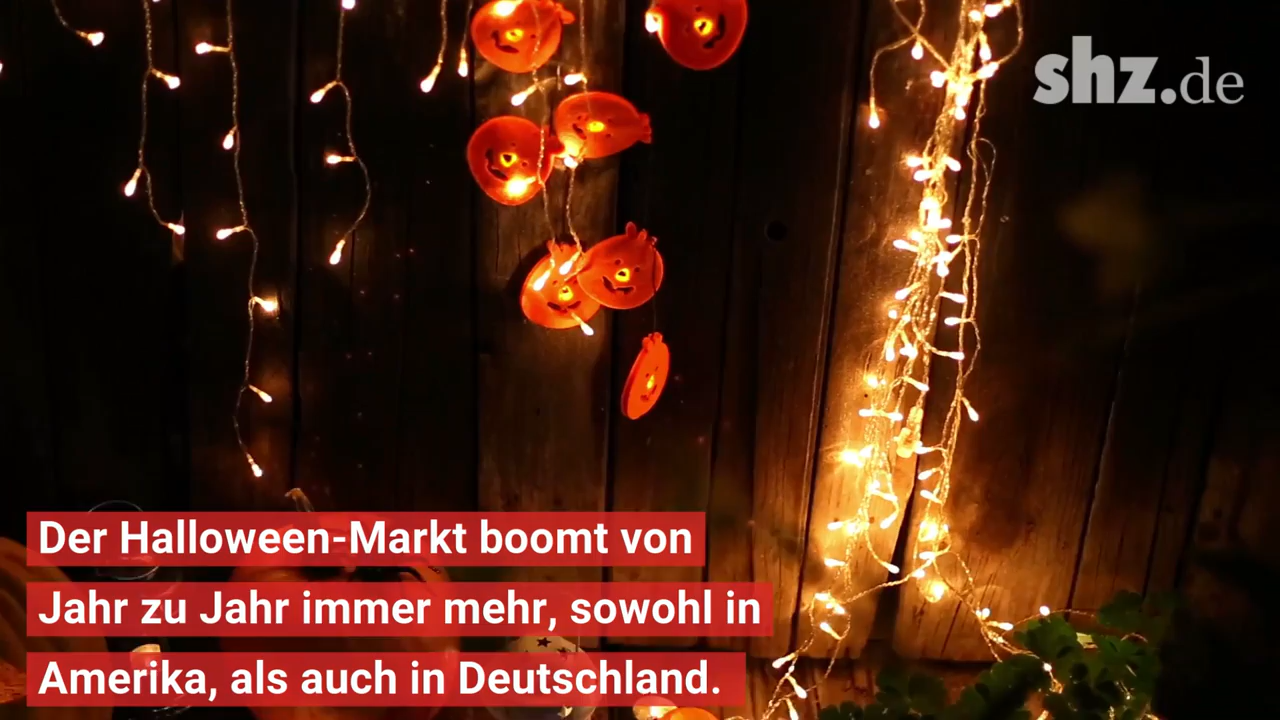 shz.de
Der Halloween-Markt boomt von
Jahr zu Jahr immer mehr, sowohl in
Amerika, als auch in Deutschland.